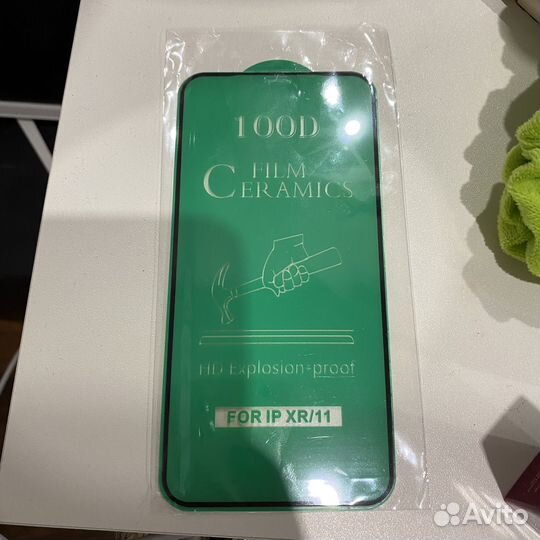 100D
FILM
CERAMICS
HD Explosion-proof
FOR IP XR/11
Avito